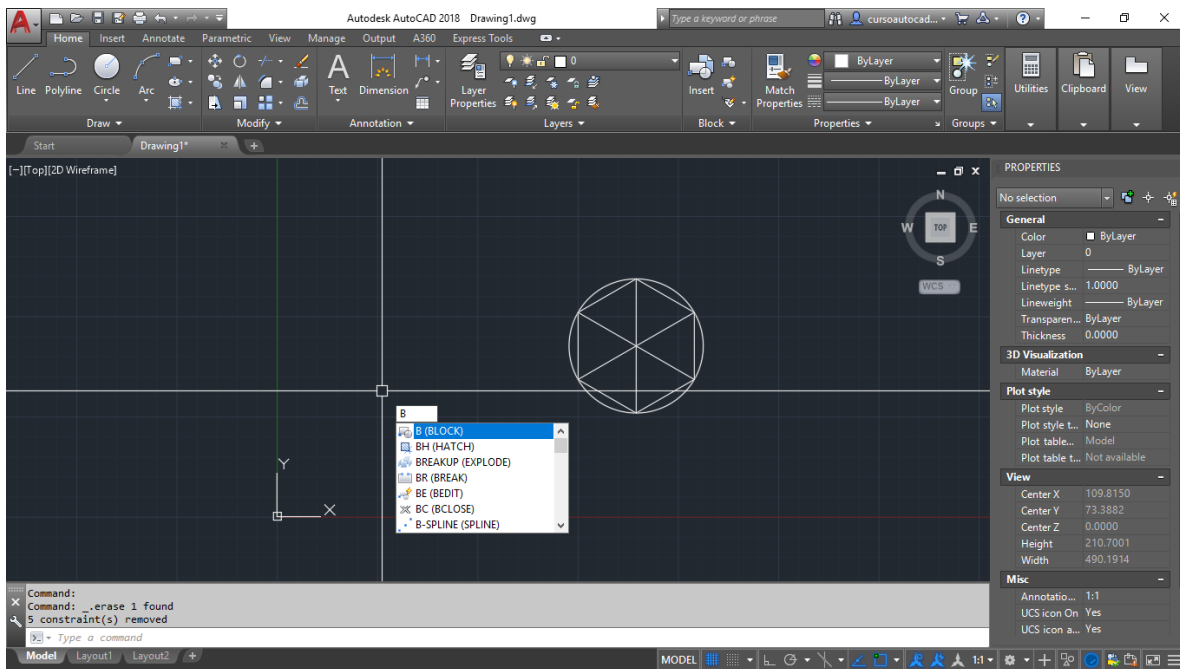 Autodesk AutoCAD 2018 Drawing1.dwg
Type a keyword or phrase
cursoautocad...
Home Insert Annotate Parametric View Manage Output A360 Express Tools
Line Polyline Circle Arc
Text Dimension
Layer
Properties
0
Insert
Match
Properties
ByLayer
ByLayer
ByLayer
Group
Utilities
Clipboard
View
Draw Modify Annotation Layers Block Properties Groups
Start Drawing1* +
[−][Top][2D Wireframe]
N
W TOP E
S
WCS
Y
X
B
B (BLOCK)
BH (HATCH)
BREAKUP (EXPLODE)
BR (BREAK)
BE (BEDIT)
BC (BCLOSE)
B-SPLINE (SPLINE)
PROPERTIES
No selection
General
Color ByLayer
Layer 0
Linetype ByLayer
Linetype s... 1.0000
Lineweight ByLayer
Transparen... ByLayer
Thickness 0.0000
3D Visualization
Material ByLayer
Plot style
Plot style ByColor
Plot style t... None
Plot table... Model
Plot table t... Not available
View
Center X 109.8150
Center Y 73.3882
Center Z 0.0000
Height 210.7001
Width 490.1914
Misc
Annotatio... 1:1
UCS icon On Yes
UCS icon a... Yes
Command:
Command: _.erase 1 found
5 constraint(s) removed
Type a command
Model Layout1 Layout2 +
MODEL 1:1